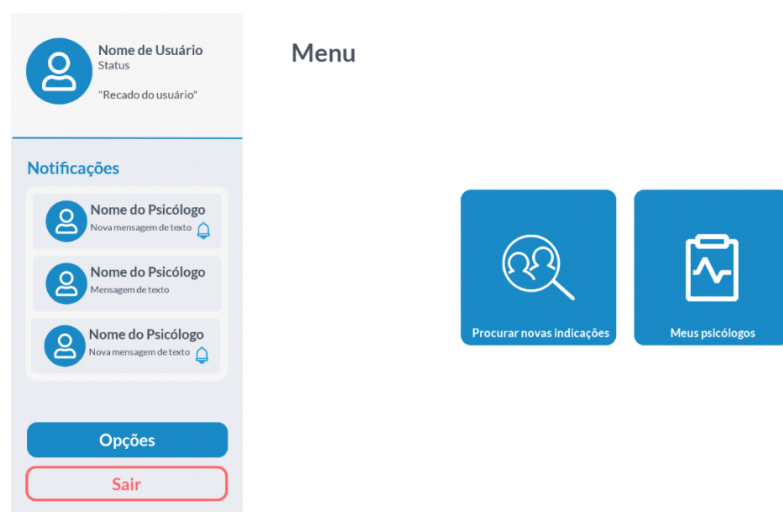 Nome de Usuário
Status
"Recado do usuário"
Menu
Notificações
Nome do Psicólogo
Nova mensagem de texto
Nome do Psicólogo
Mensagem de texto
Nome do Psicólogo
Nova mensagem de texto
Procurar novas indicações
Meus psicólogos
Opções
Sair